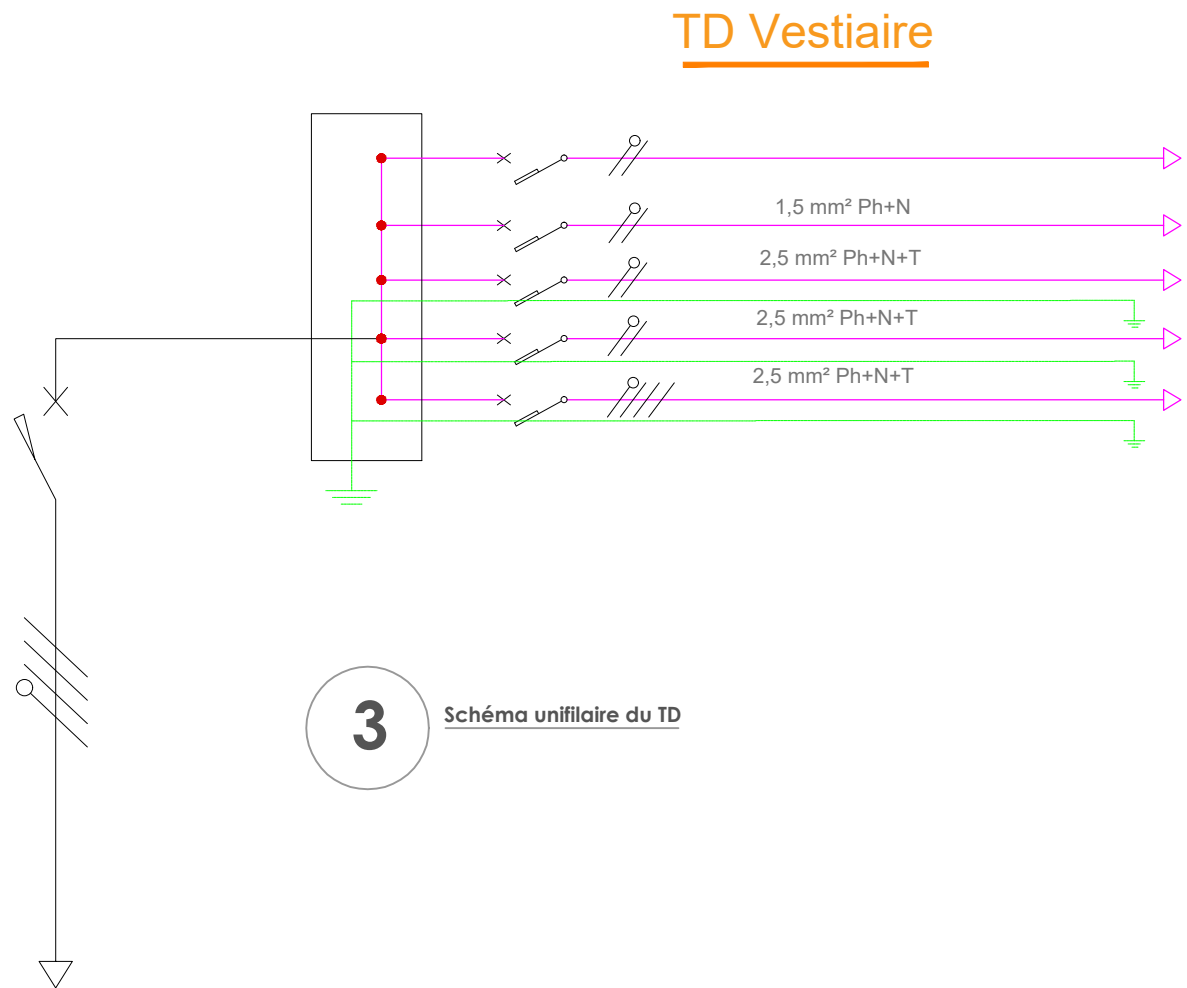 TD Vestiaire
1,5 mm² Ph+N
2,5 mm² Ph+N+T
2,5 mm² Ph+N+T
2,5 mm² Ph+N+T
3
Schéma unifilaire du TD